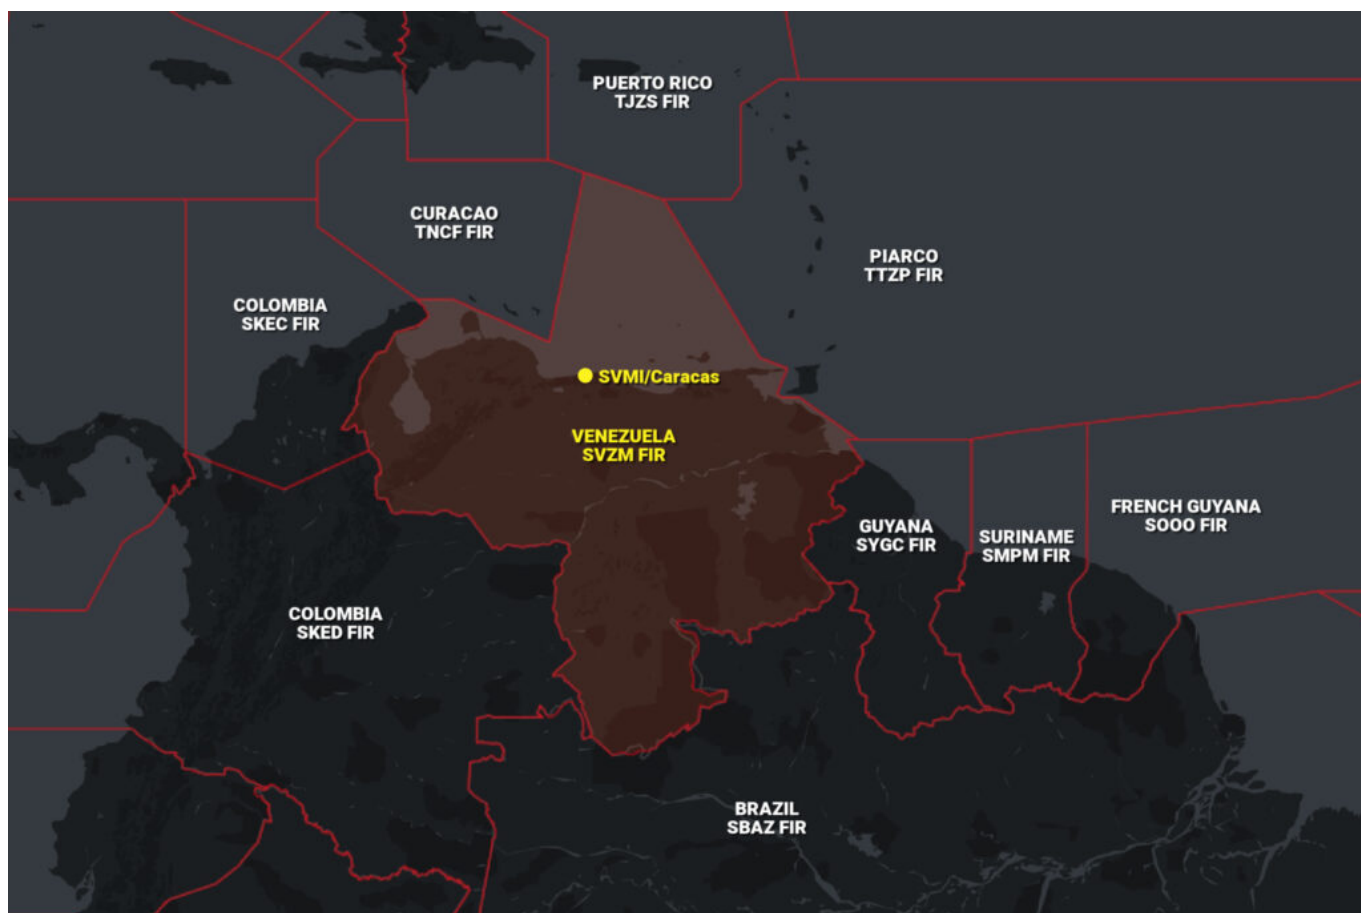 PUERTO RICO
TJZS FIR
CURACAO
TNCF FIR
PIARCO
TTZP FIR
COLOMBIA
SKEC FIR
SVMI/Caracas
VENEZUELA
SVZM FIR
FRENCH GUYANA
SOOO FIR
GUYANA
SYGC FIR
SURINAME
SMPM FIR
COLOMBIA
SKED FIR
BRAZIL
SBAZ FIR